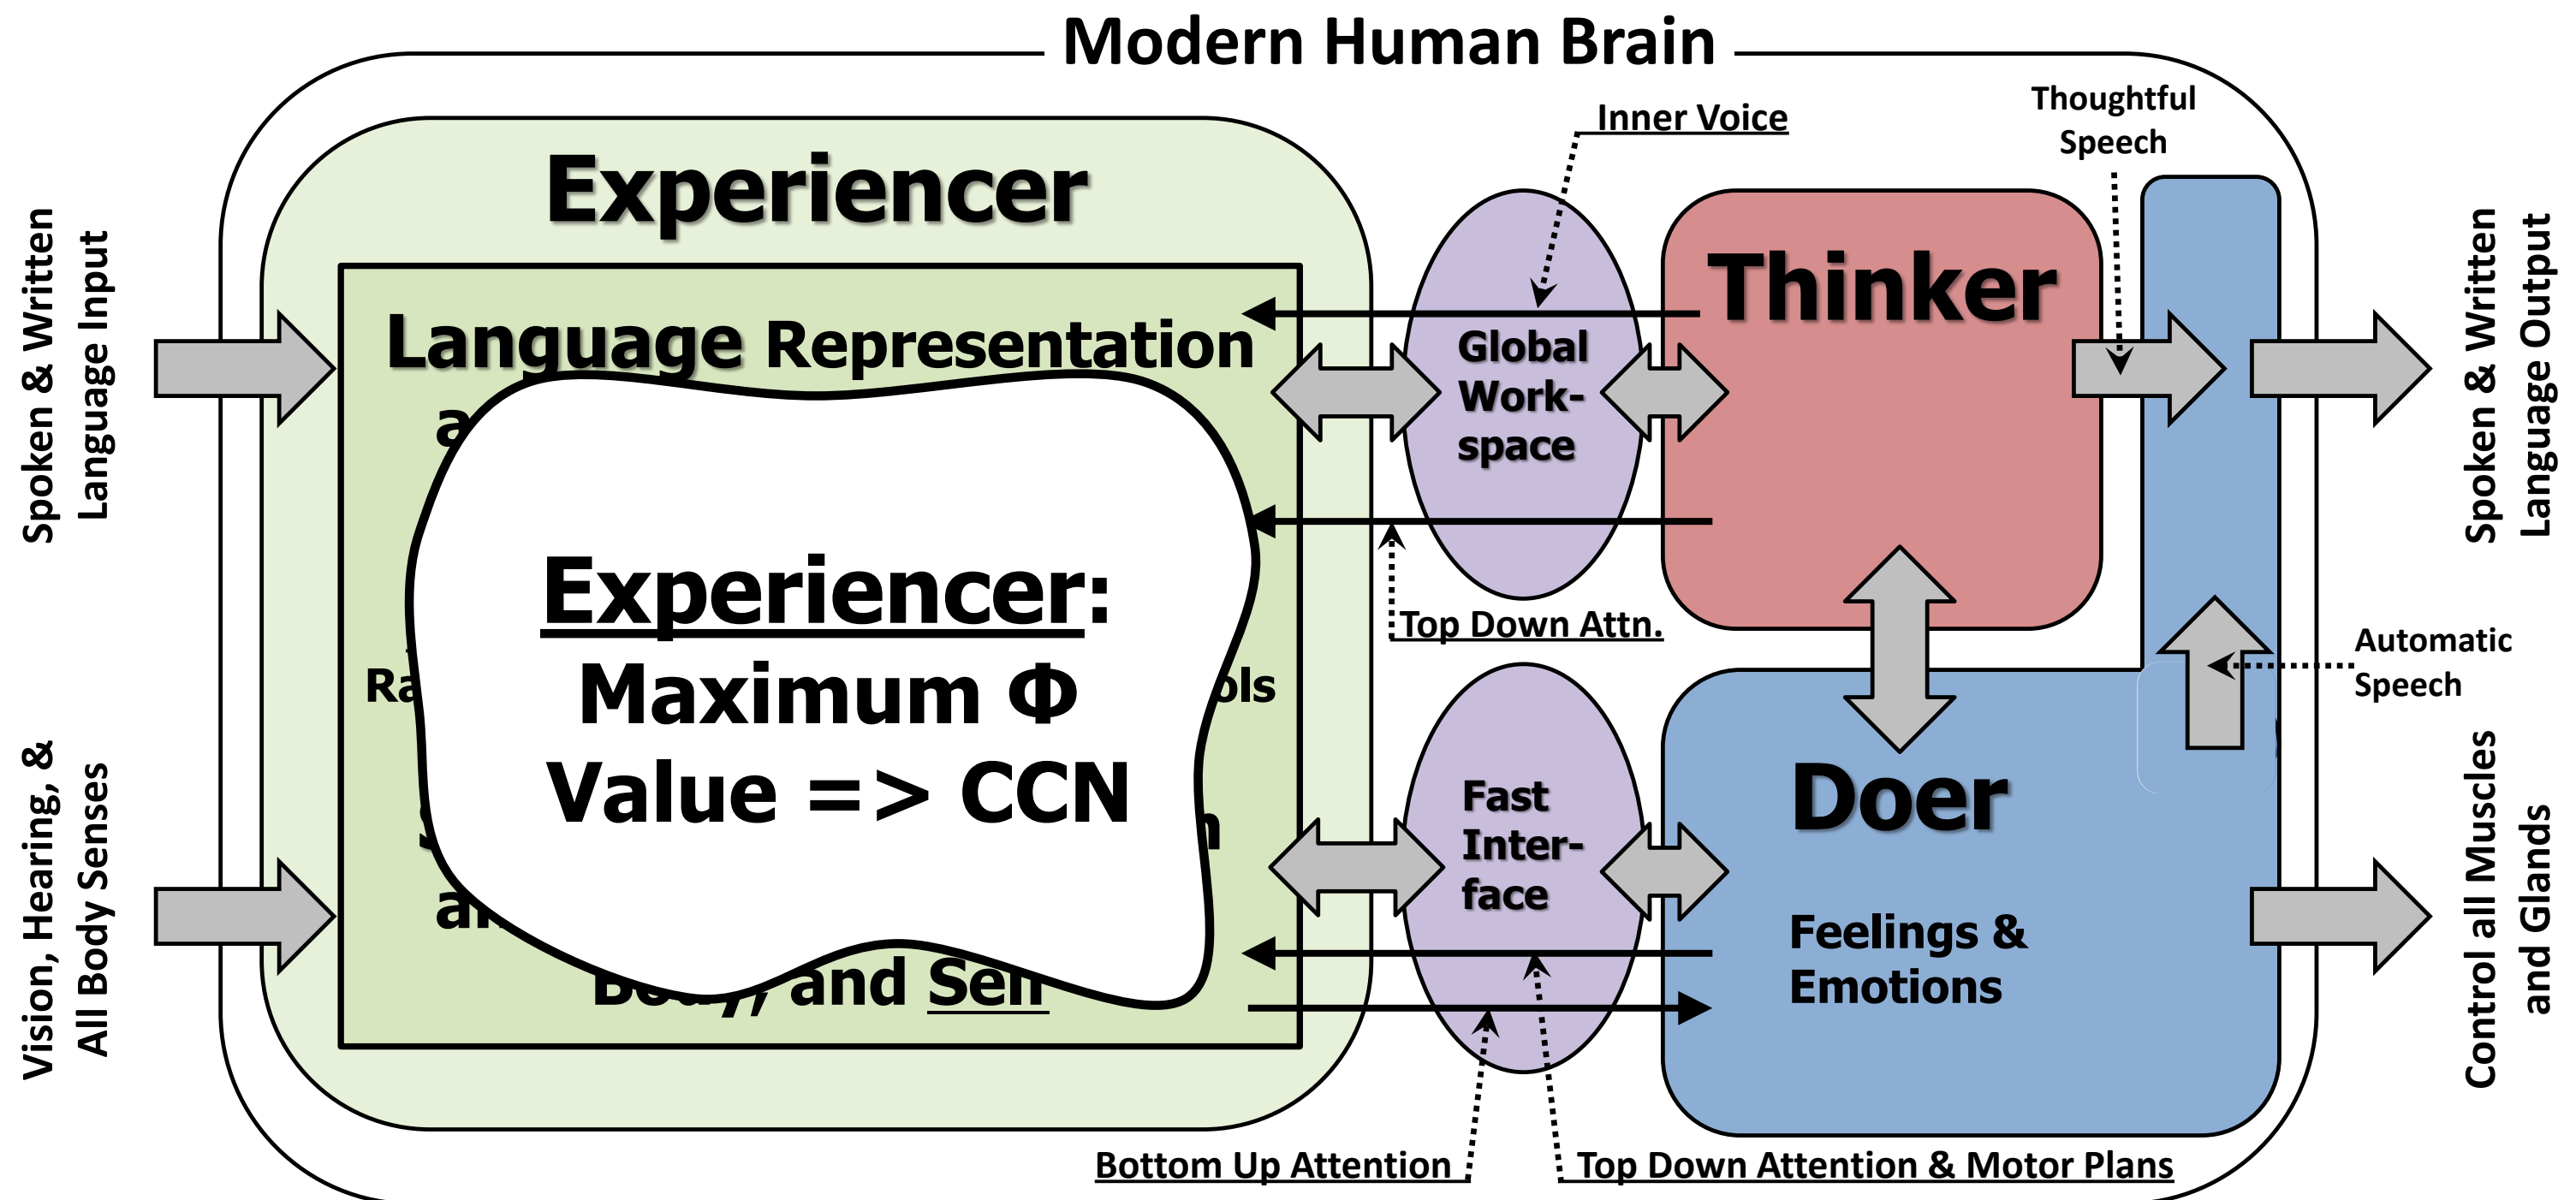 Modern Human Brain
Inner Voice
Thoughtful
Speech
Experiencer
Thinker
Spoken & Written
Language Input
Spoken & Written
Language Output
Language Representation
Global
Work-
space
Experiencer:
Maximum Φ
Value => CCN
Top Down Attn.
Automatic
Speech
Vision, Hearing, &
All Body Senses
Fast
Inter-
face
Doer
Feelings &
Emotions
Control all Muscles
and Glands
Body, and Self
Bottom Up Attention
Top Down Attention & Motor Plans